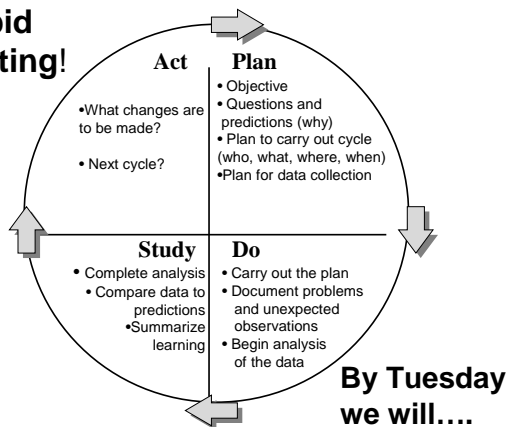 ting!
Act
•What changes are
to be made?
• Next cycle?
Plan
• Objective
• Questions and
predictions (why)
• Plan to carry out cycle
(who, what, where, when)
•Plan for data collection
Study
• Complete analysis
• Compare data to
predictions
•Summarize
learning
Do
• Carry out the plan
• Document problems
and unexpected
observations
• Begin analysis
of the data
By Tuesday
we will....